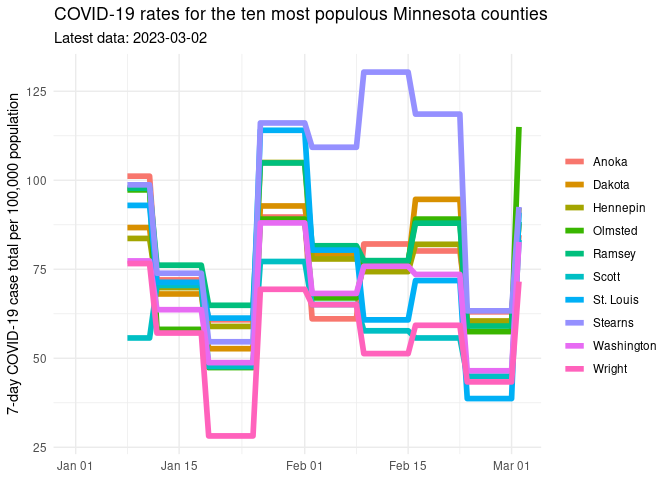 COVID-19 rates for the ten most populous Minnesota counties
Latest data: 2023-03-02
7-day COVID-19 case total per 100,000 population
125
100
75
50
25
Jan 01
Jan 15
Feb 01
Feb 15
Mar 01
Anoka
Dakota
Hennepin
Olmsted
Ramsey
Scott
St. Louis
Stearns
Washington
Wright